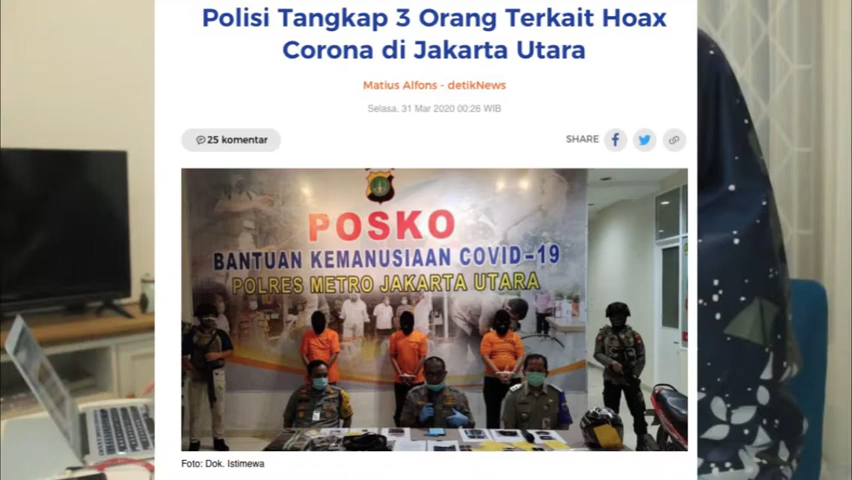 Polisi Tangkap 3 Orang Terkait Hoax
Corona di Jakarta Utara
Matius Alfons - detikNews
Selasa, 31 Mar 2020 00:26 WIB
25 komentar
SHARE
POSKO
BANTUAN KEMANUSIAAN COVID-19
POLRES METRO JAKARTA UTARA
Foto: Dok. Istimewa